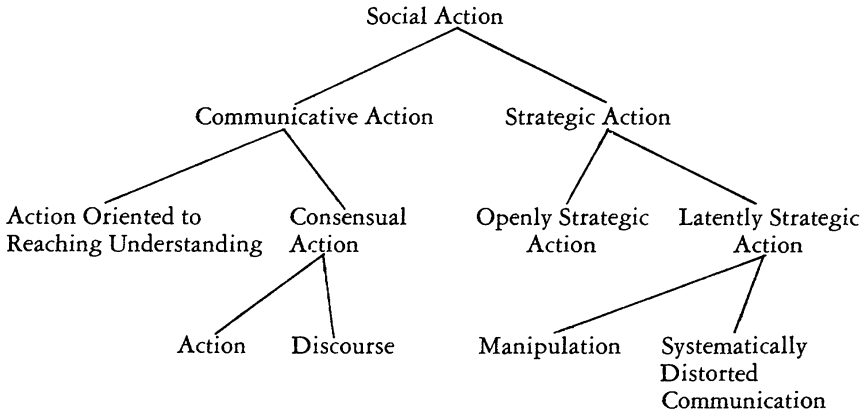 Social Action
Communicative Action
Strategic Action
Action Oriented to
Reaching Understanding
Consensual
Action
Openly Strategic
Action
Latently Strategic
Action
Action
Discourse
Manipulation
Systematically
Distorted
Communication